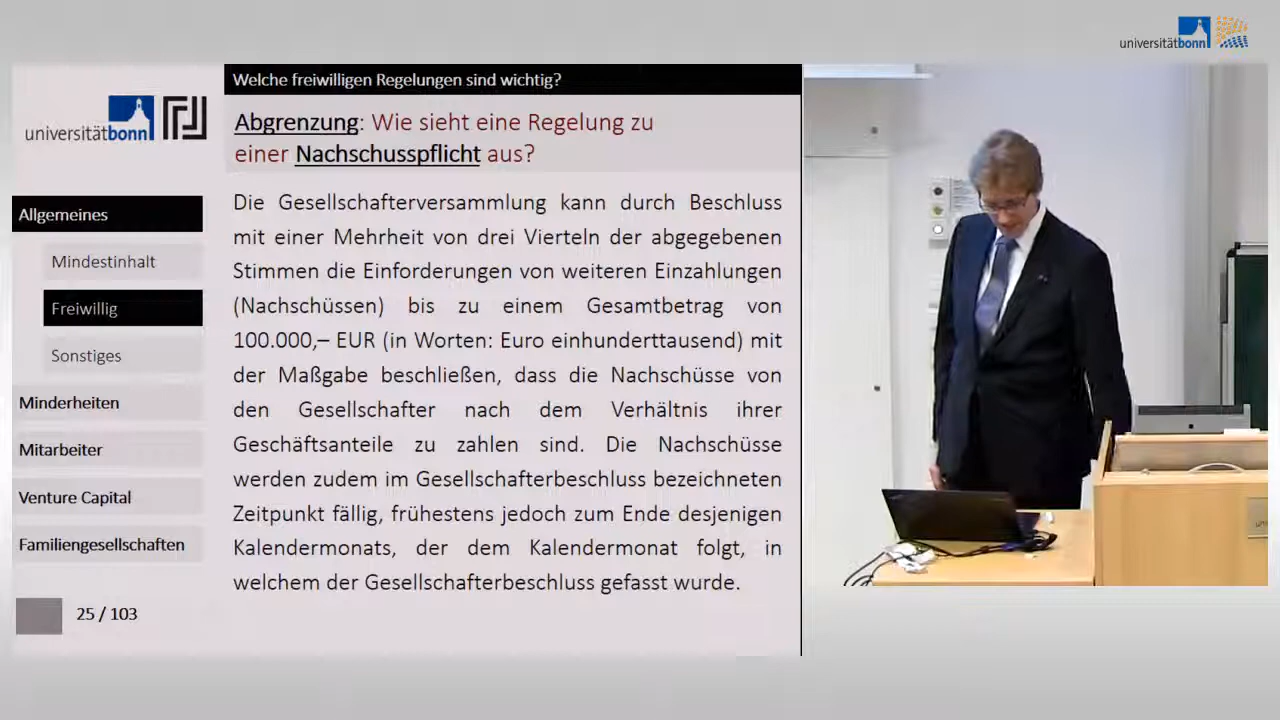 universitätbonn
Welche freiwilligen Regelungen sind wichtig?
universitätbonn
Abgrenzung: Wie sieht eine Regelung zu
einer Nachschusspflicht aus?
Allgemeines
Mindestinhalt
Freiwillig
Sonstiges
Minderheiten
Mitarbeiter
Venture Capital
Familiengesellschaften
25 / 103
Die Gesellschafterversammlung kann durch Beschluss
mit einer Mehrheit von drei Vierteln der abgegebenen
Stimmen die Einforderungen von weiteren Einzahlungen
(Nachschüssen) bis zu einem Gesamtbetrag von
100.000,– EUR (in Worten: Euro einhunderttausend) mit
der Maßgabe beschließen, dass die Nachschüsse von
den Gesellschafter nach dem Verhältnis ihrer
Geschäftsanteile zu zahlen sind. Die Nachschüsse
werden zudem im Gesellschafterbeschluss bezeichneten
Zeitpunkt fällig, frühestens jedoch zum Ende desjenigen
Kalendermonats, der dem Kalendermonat folgt, in
welchem der Gesellschafterbeschluss gefasst wurde.